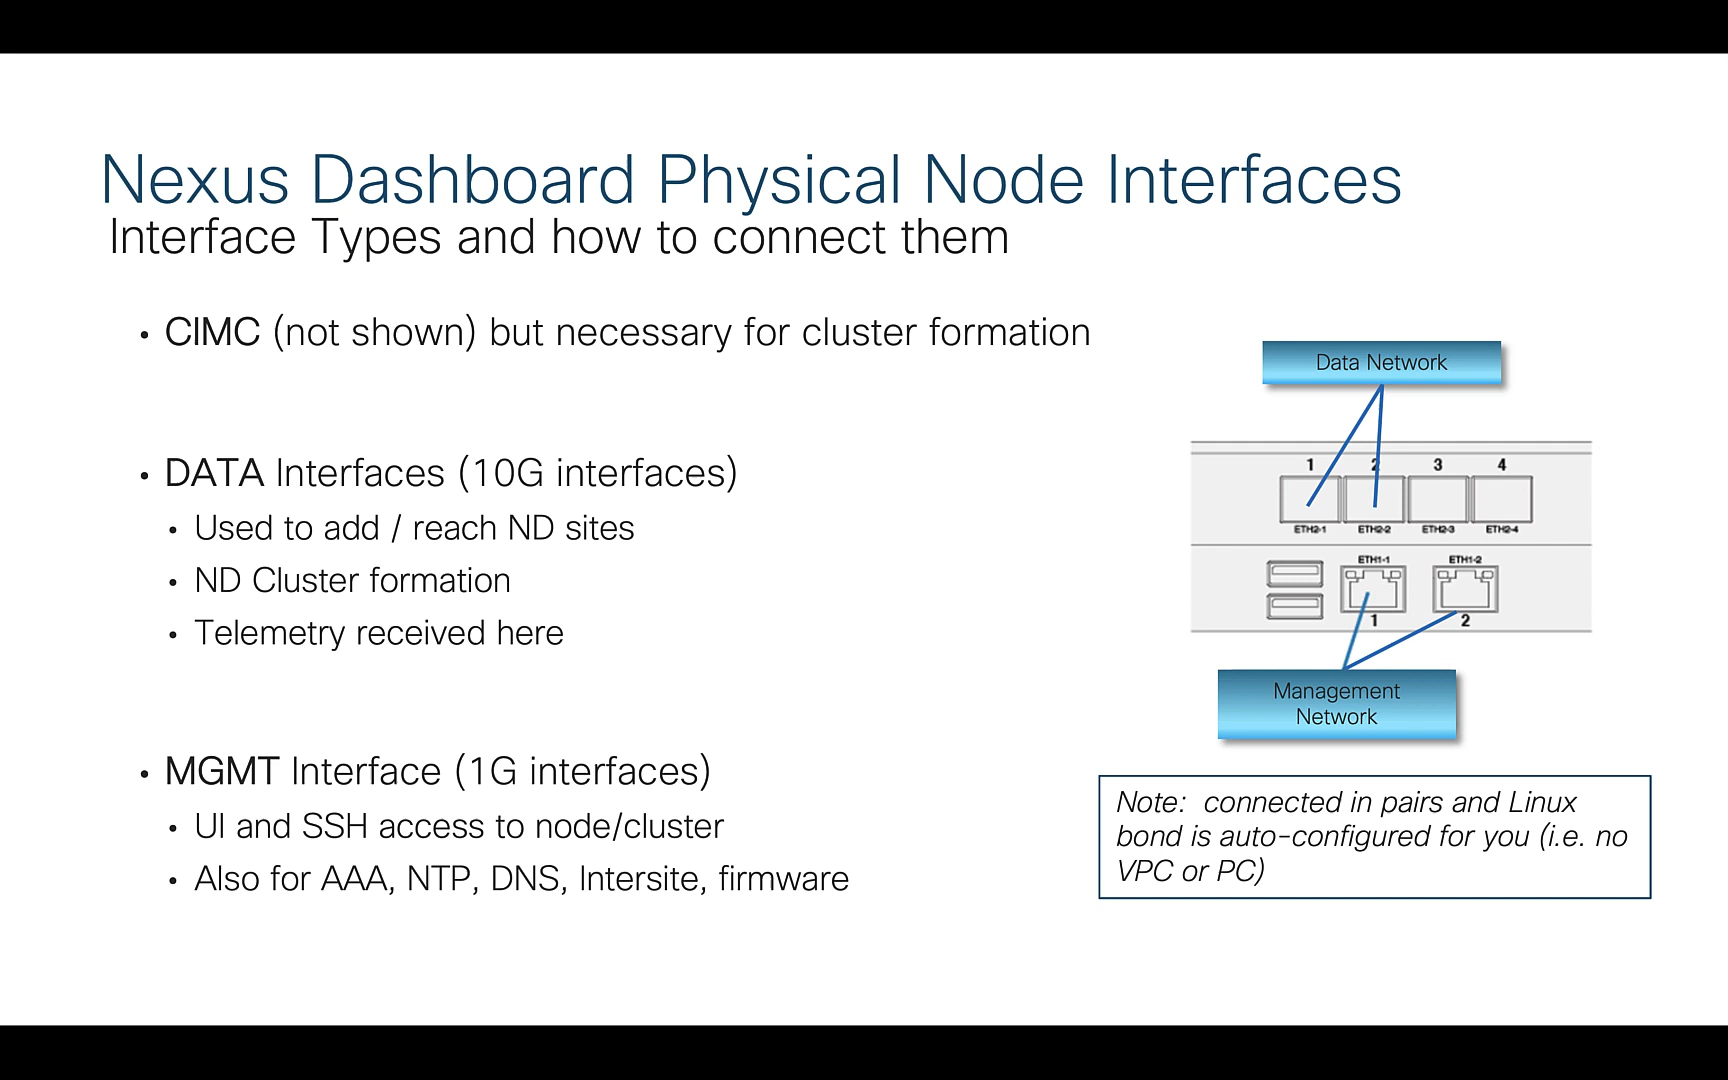 Nexus Dashboard Physical Node Interfaces
Interface Types and how to connect them
• CIMC (not shown) but necessary for cluster formation
• DATA Interfaces (10G interfaces)
• Used to add / reach ND sites
• ND Cluster formation
• Telemetry received here
• MGMT Interface (1G interfaces)
• UI and SSH access to node/cluster
• Also for AAA, NTP, DNS, Intersite, firmware
Data Network
1 2 3 4
ETH2-1 ETH2-2 ETH2-3 ETH2-4
ETH1-1 ETH1-2
1 2
Management
Network
Note: connected in pairs and Linux
bond is auto-configured for you (i.e. no
VPC or PC)